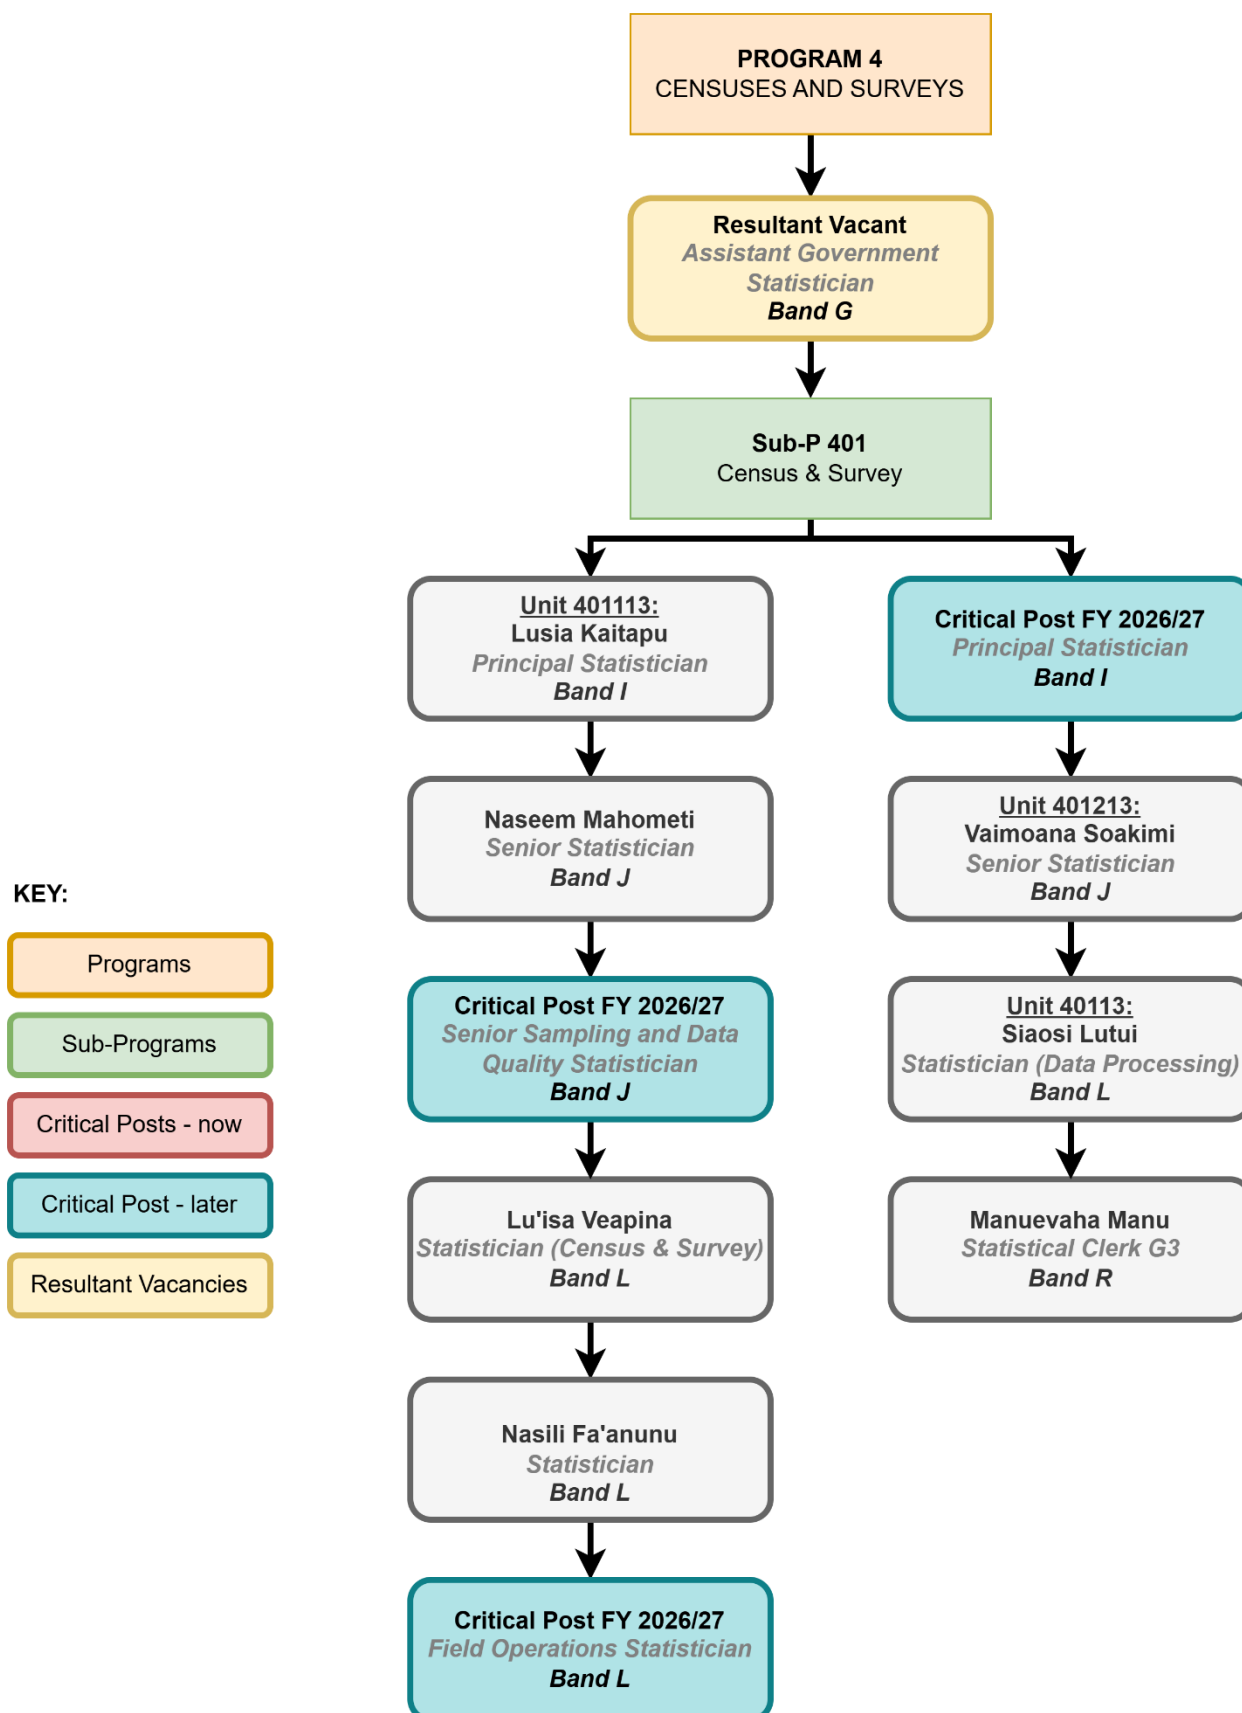 PROGRAM 4
CENSUSES AND SURVEYS
Resultant Vacant
Assistant Government
Statistician
Band G
Sub-P 401
Census & Survey
Unit 401113:
Lusia Kaitapu
Principal Statistician
Band I
Critical Post FY 2026/27
Principal Statistician
Band I
Naseem Mahometi
Senior Statistician
Band J
Unit 401213:
Vaimoana Soakimi
Senior Statistician
Band J
Critical Post FY 2026/27
Senior Sampling and Data
Quality Statistician
Band J
Unit 40113:
Siaosi Lutui
Statistician (Data Processing)
Band L
Lu'isa Veapina
Statistician (Census & Survey)
Band L
Manuevaha Manu
Statistical Clerk G3
Band R
Nasili Fa'anunu
Statistician
Band L
Critical Post FY 2026/27
Field Operations Statistician
Band L
KEY:
Programs
Sub-Programs
Critical Posts - now
Critical Post - later
Resultant Vacancies